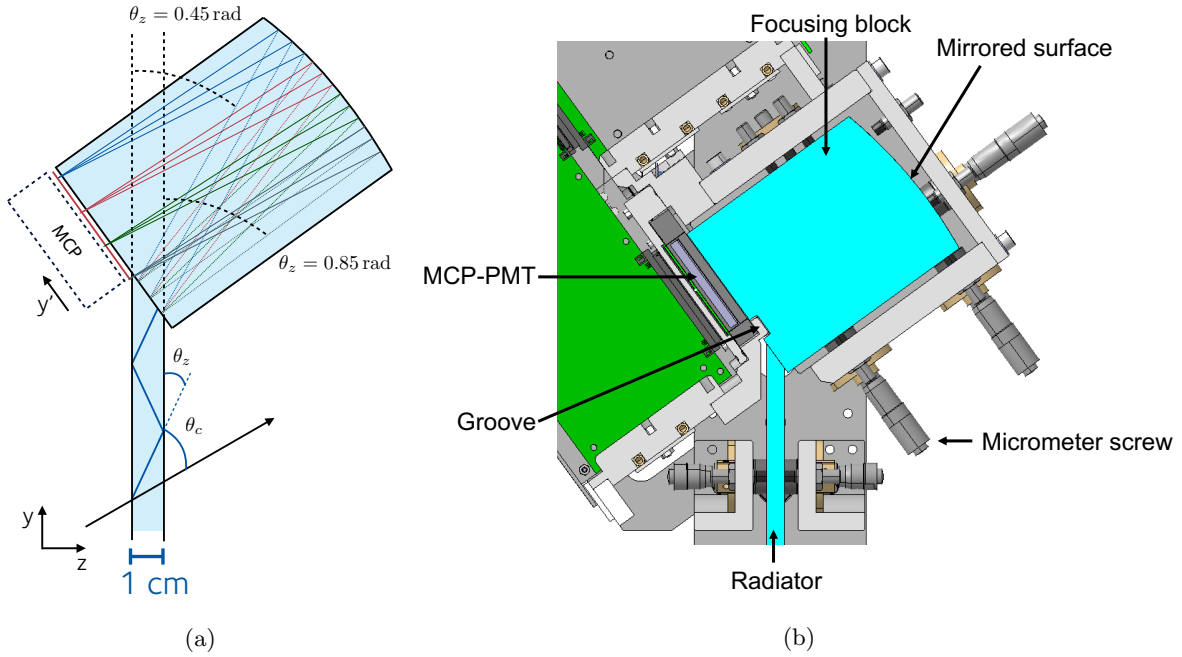 θz = 0.45 rad
MCP
y'
θz = 0.85 rad
θz
θc
y
z
1 cm
(a)
Focusing block
Mirrored surface
MCP-PMT
Groove
Micrometer screw
Radiator
(b)